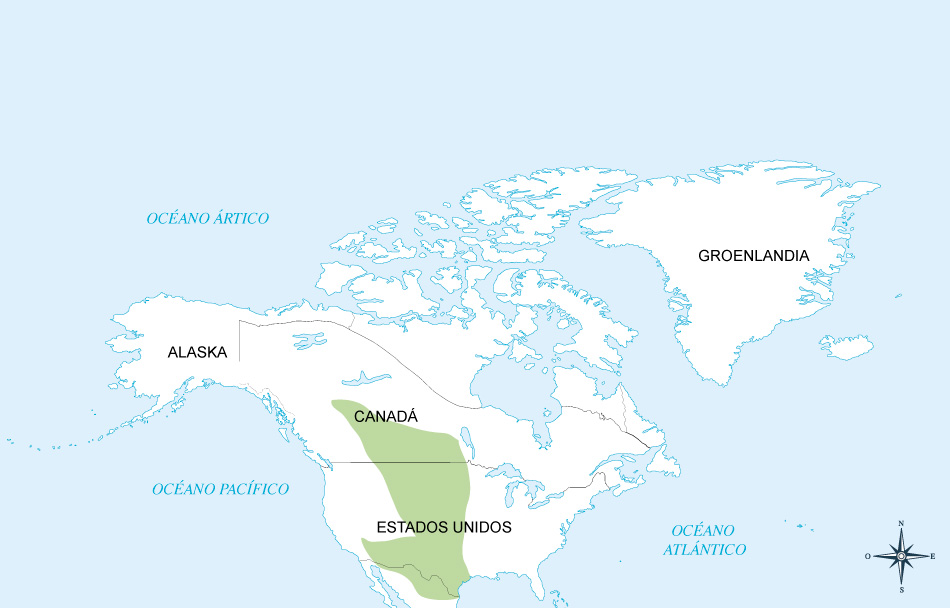 OCÉANO ÁRTICO
GROENLANDIA
ALASKA
CANADÁ
OCÉANO PACÍFICO
ESTADOS UNIDOS
OCÉANO
ATLÁNTICO
N
O
E
S